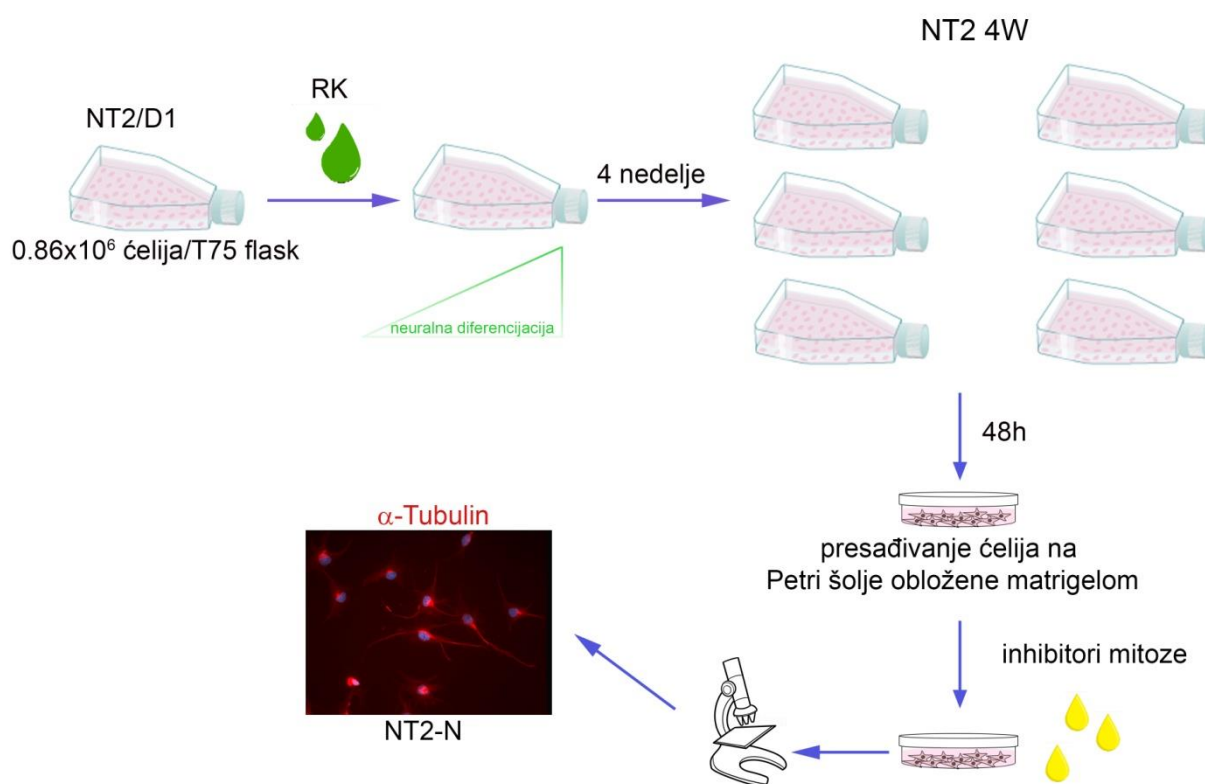 NT2 4W
RK
NT2/D1
4 nedelje
0.86x10⁶ ćelija/T75 flask
neuralna diferencijacija
48h
presađivanje ćelija na
Petri šolje obložene matrigelom
inhibitori mitoze
α-Tubulin
NT2-N